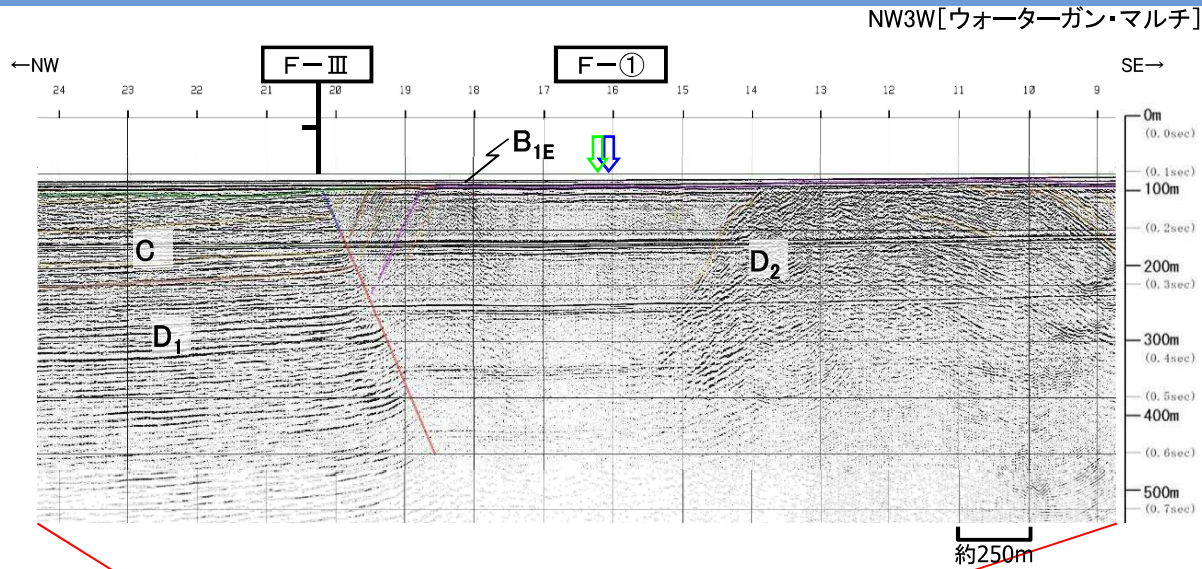 NW3W[ウォーターガン・マルチ]
F-Ⅲ F-①
←NW SE→
24 23 22 21 20 19 18 17 16 15 14 13 12 11 10 9
0m
(0.0sec)
B1E
(0.1sec)
100m
(0.2sec)
C
D2
200m
(0.3sec)
D1
300m
(0.4sec)
(0.5sec)
400m
(0.6sec)
500m
(0.7sec)
約250m